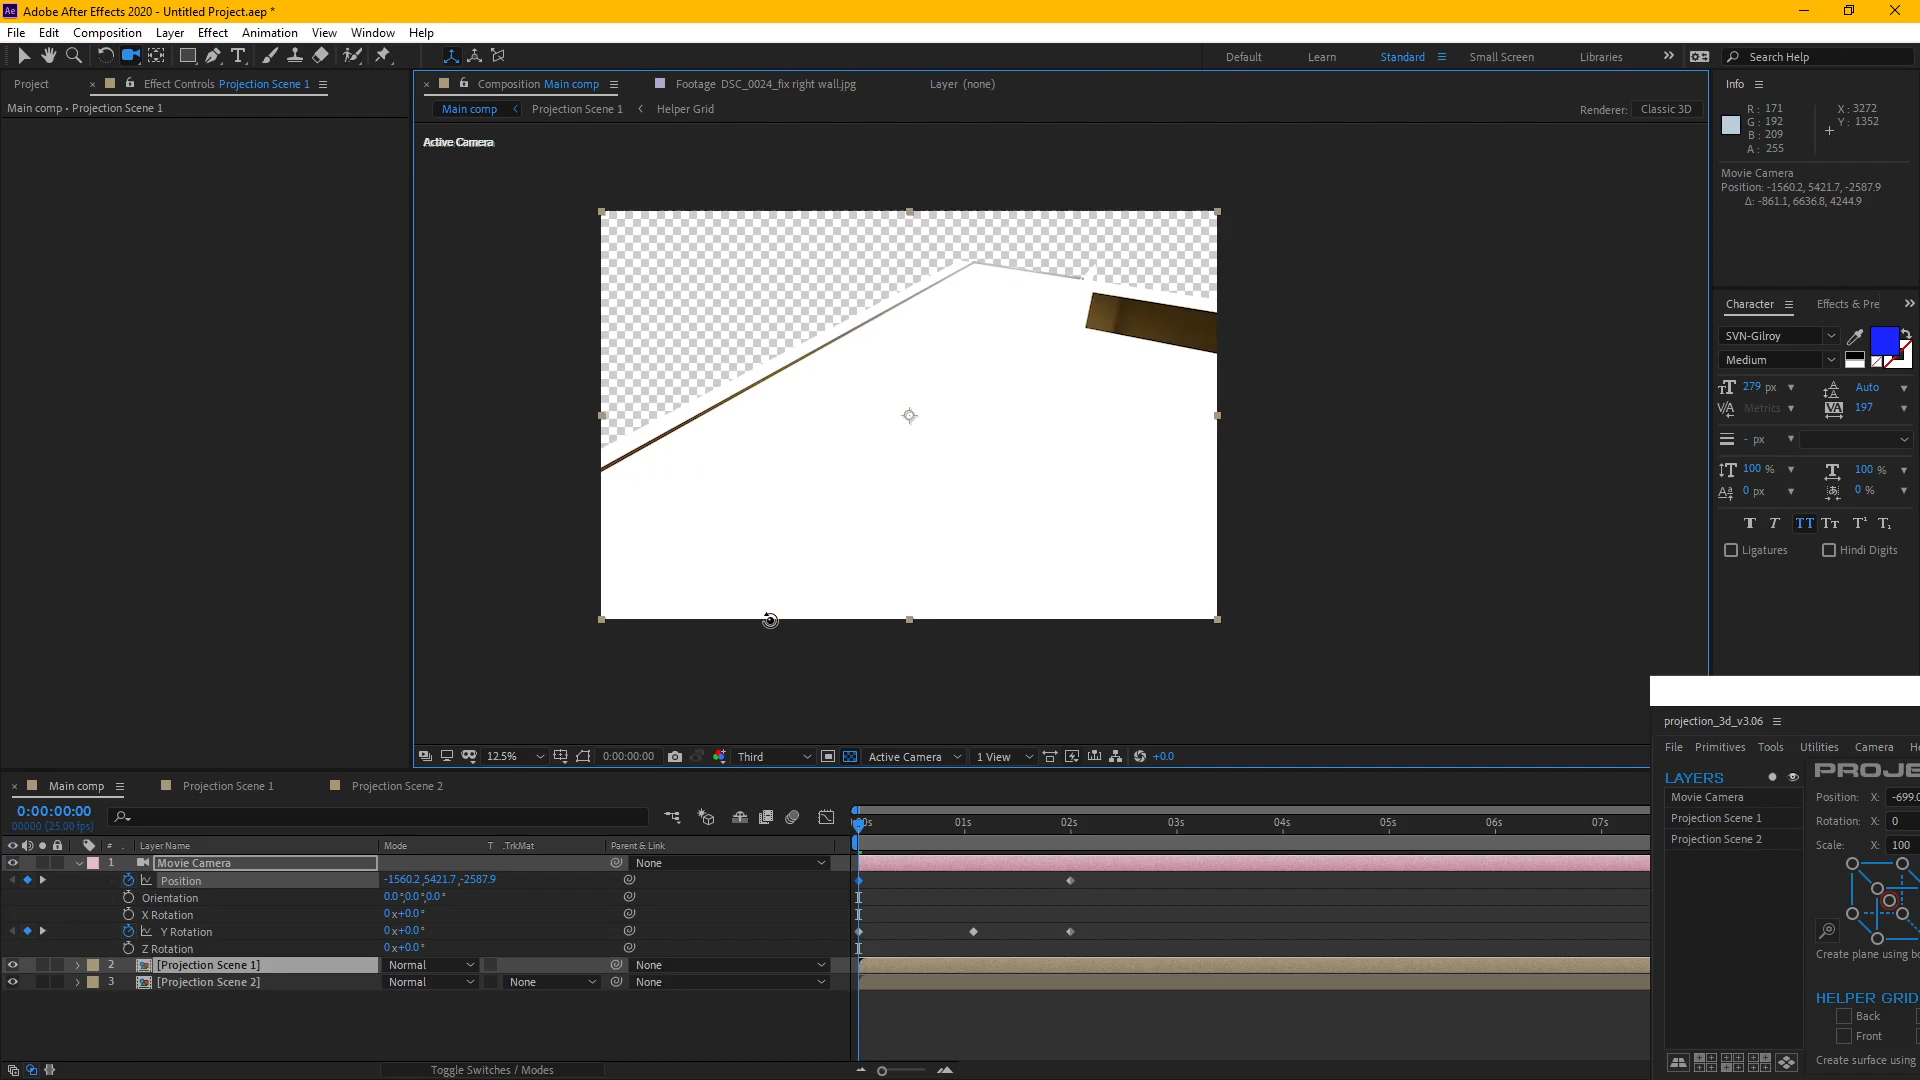 Adobe After Effects 2020 - Untitled Project.aep *
File Edit Composition Layer Effect Animation View Window Help
Default Learn Standard Small Screen Libraries Search Help
Project Effect Controls Projection Scene 1
Main comp • Projection Scene 1
Composition Main comp Footage DSC_0024_fix right wall.jpg Layer (none)
Main comp Projection Scene 1 Helper Grid
Renderer: Classic 3D
Active Camera
Info
R: 171
G: 192
B: 209
A: 255
X: 3272
Y: 1352
Movie Camera
Position: -1560.2, 5421.7, -2587.9
Δ: -861.1, 6636.8, 4244.9
Character Effects & Pre
SVN-Gilroy
Medium
279 px Auto
Metrics 197
- px
100 % 100 %
0 px 0 %
Ligatures Hindi Digits
12.5% 0:00:00:00 Third Active Camera 1 View +0.0
Main comp Projection Scene 1 Projection Scene 2
0:00:00:00
00000 (25.00 fps)
# Layer Name Mode T .TrkMat Parent & Link
01s 02s 03s 04s 05s 06s 07s
1 Movie Camera None
Position -1560.2,5421.7,-2587.9
Orientation 0.0°,0.0°,0.0°
X Rotation 0x+0.0°
Y Rotation 0x+0.0°
Z Rotation 0x+0.0°
2 [Projection Scene 1] Normal None
3 [Projection Scene 2] Normal None None
Toggle Switches / Modes
projection_3d_v3.06
File Primitives Tools Utilities Camera
LAYERS
Movie Camera
Projection Scene 1
Projection Scene 2
Position: X: -699.0
Rotation: X: 0
Scale: X: 100
Create plane using
HELPER GRID
Back
Front
Create surface using